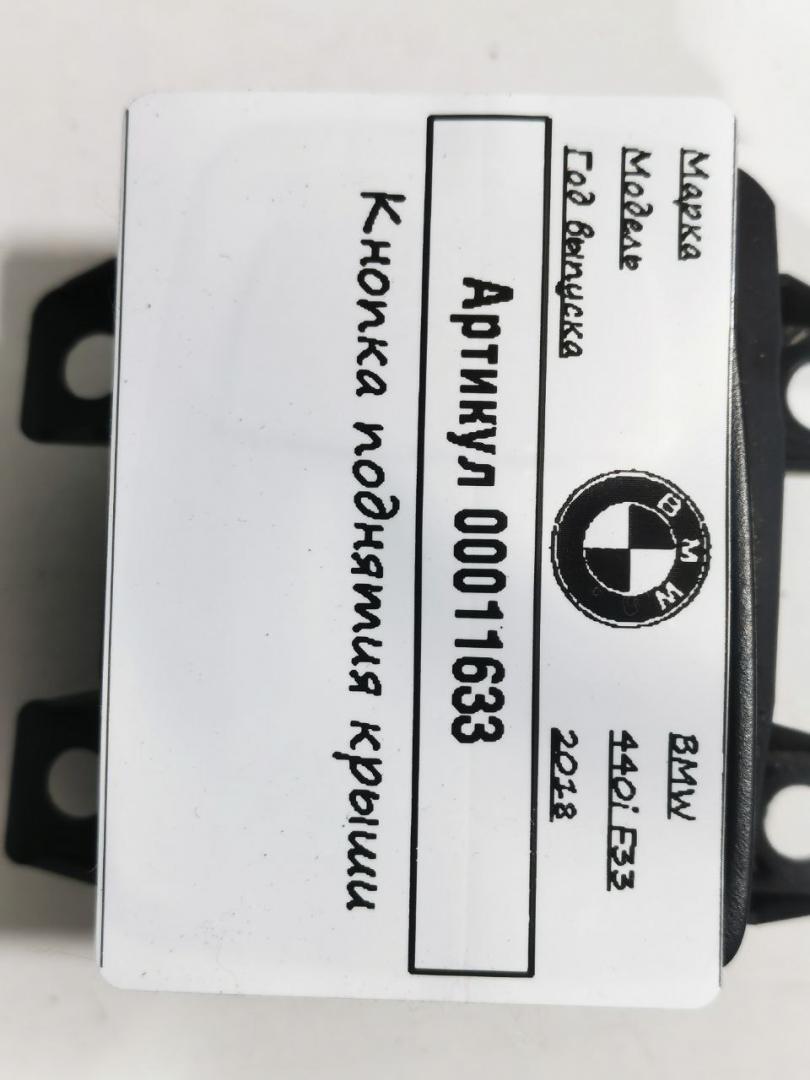 Марка BMW
Модель 440i F33
Год выпуска 2018
BMW
Артикул 00011633
Кнопка поднятия крыши